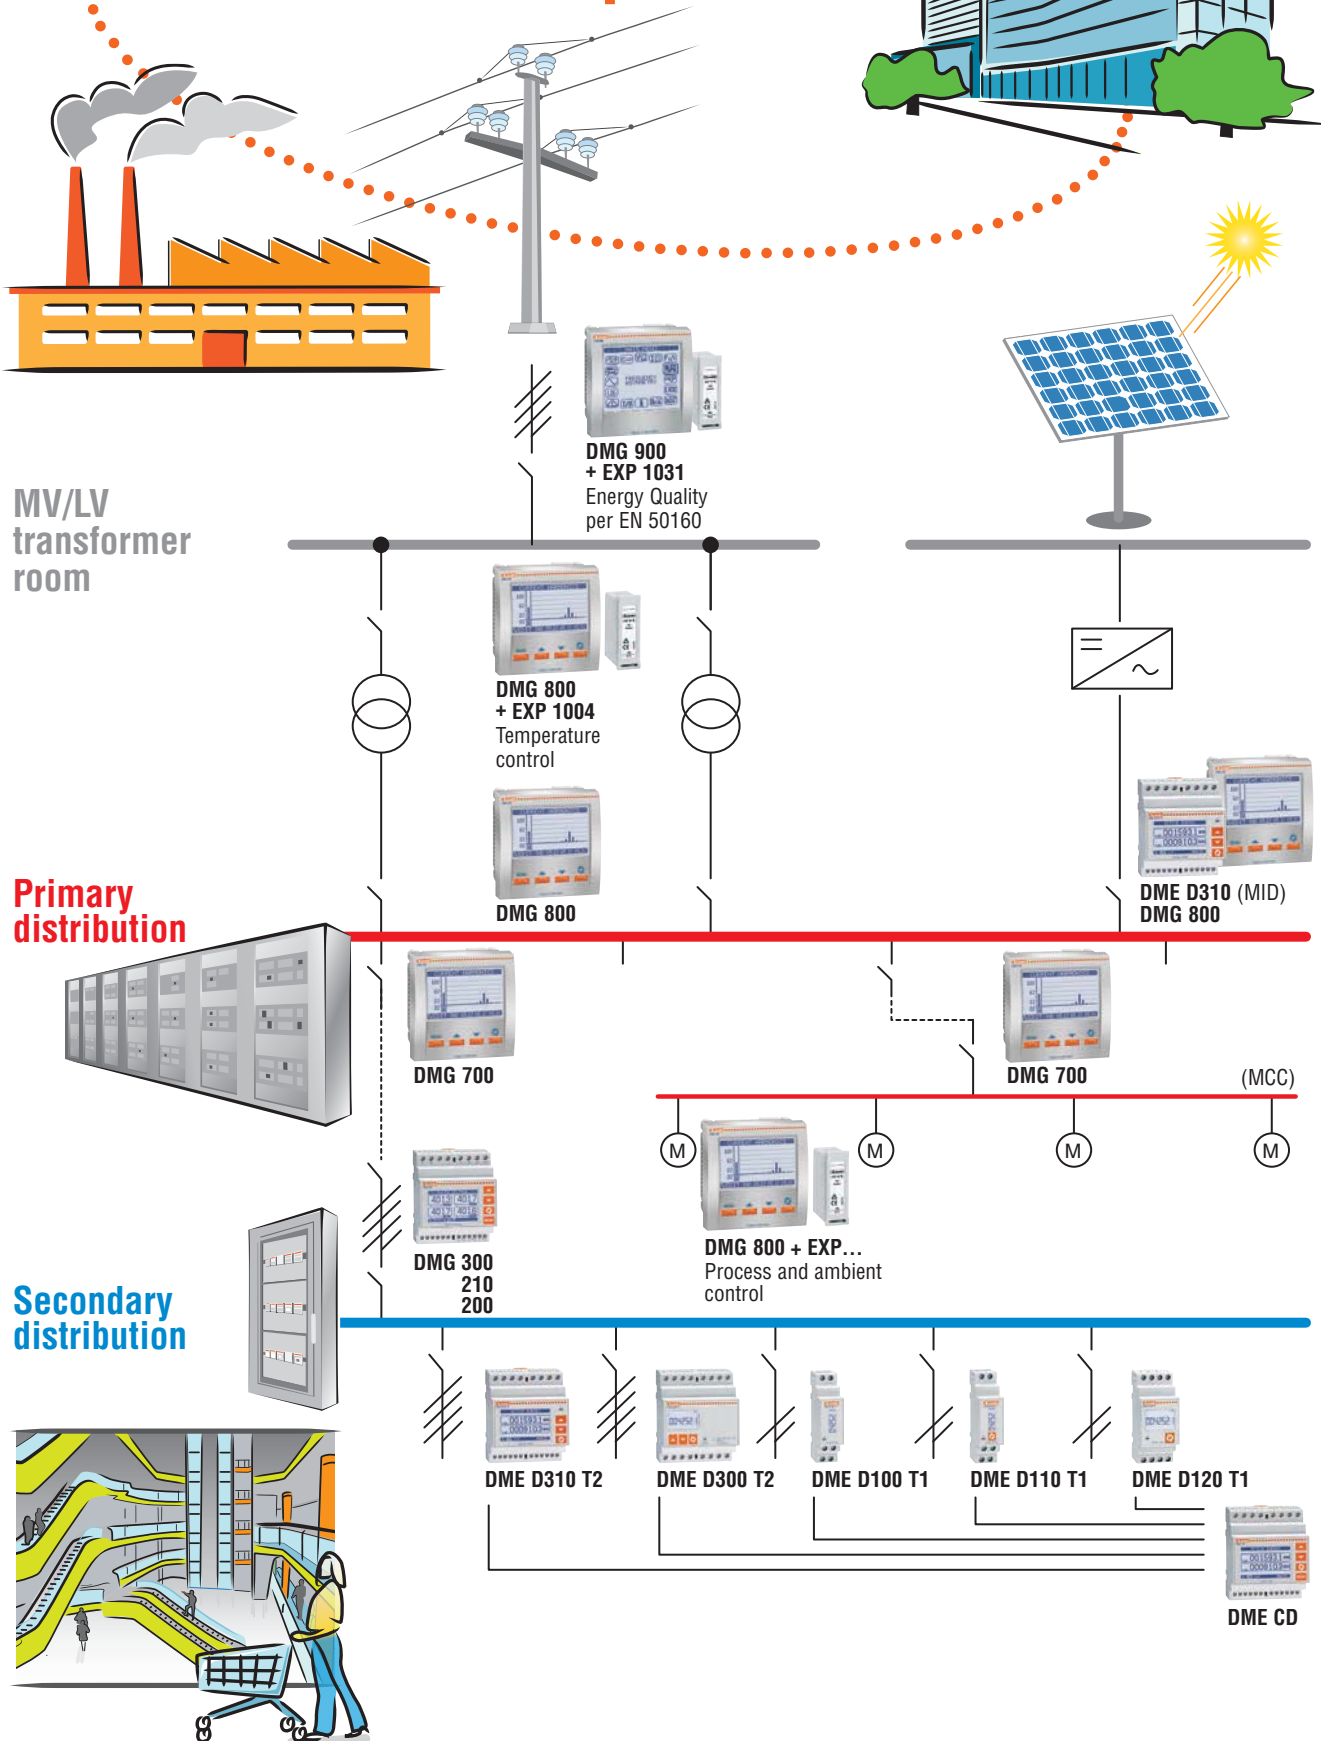 DMG 900
+ EXP 1031
Energy Quality
per EN 50160
MV/LV
transformer
room
DMG 800
+ EXP 1004
Temperature
control
DMG 800
DME D310 (MID)
DMG 800
Primary
distribution
DMG 700
DMG 700
(MCC)
M
M
M
M
DMG 300
210
200
DMG 800 + EXP...
Process and ambient
control
Secondary
distribution
DME D310 T2
DME D300 T2
DME D100 T1
DME D110 T1
DME D120 T1
DME CD